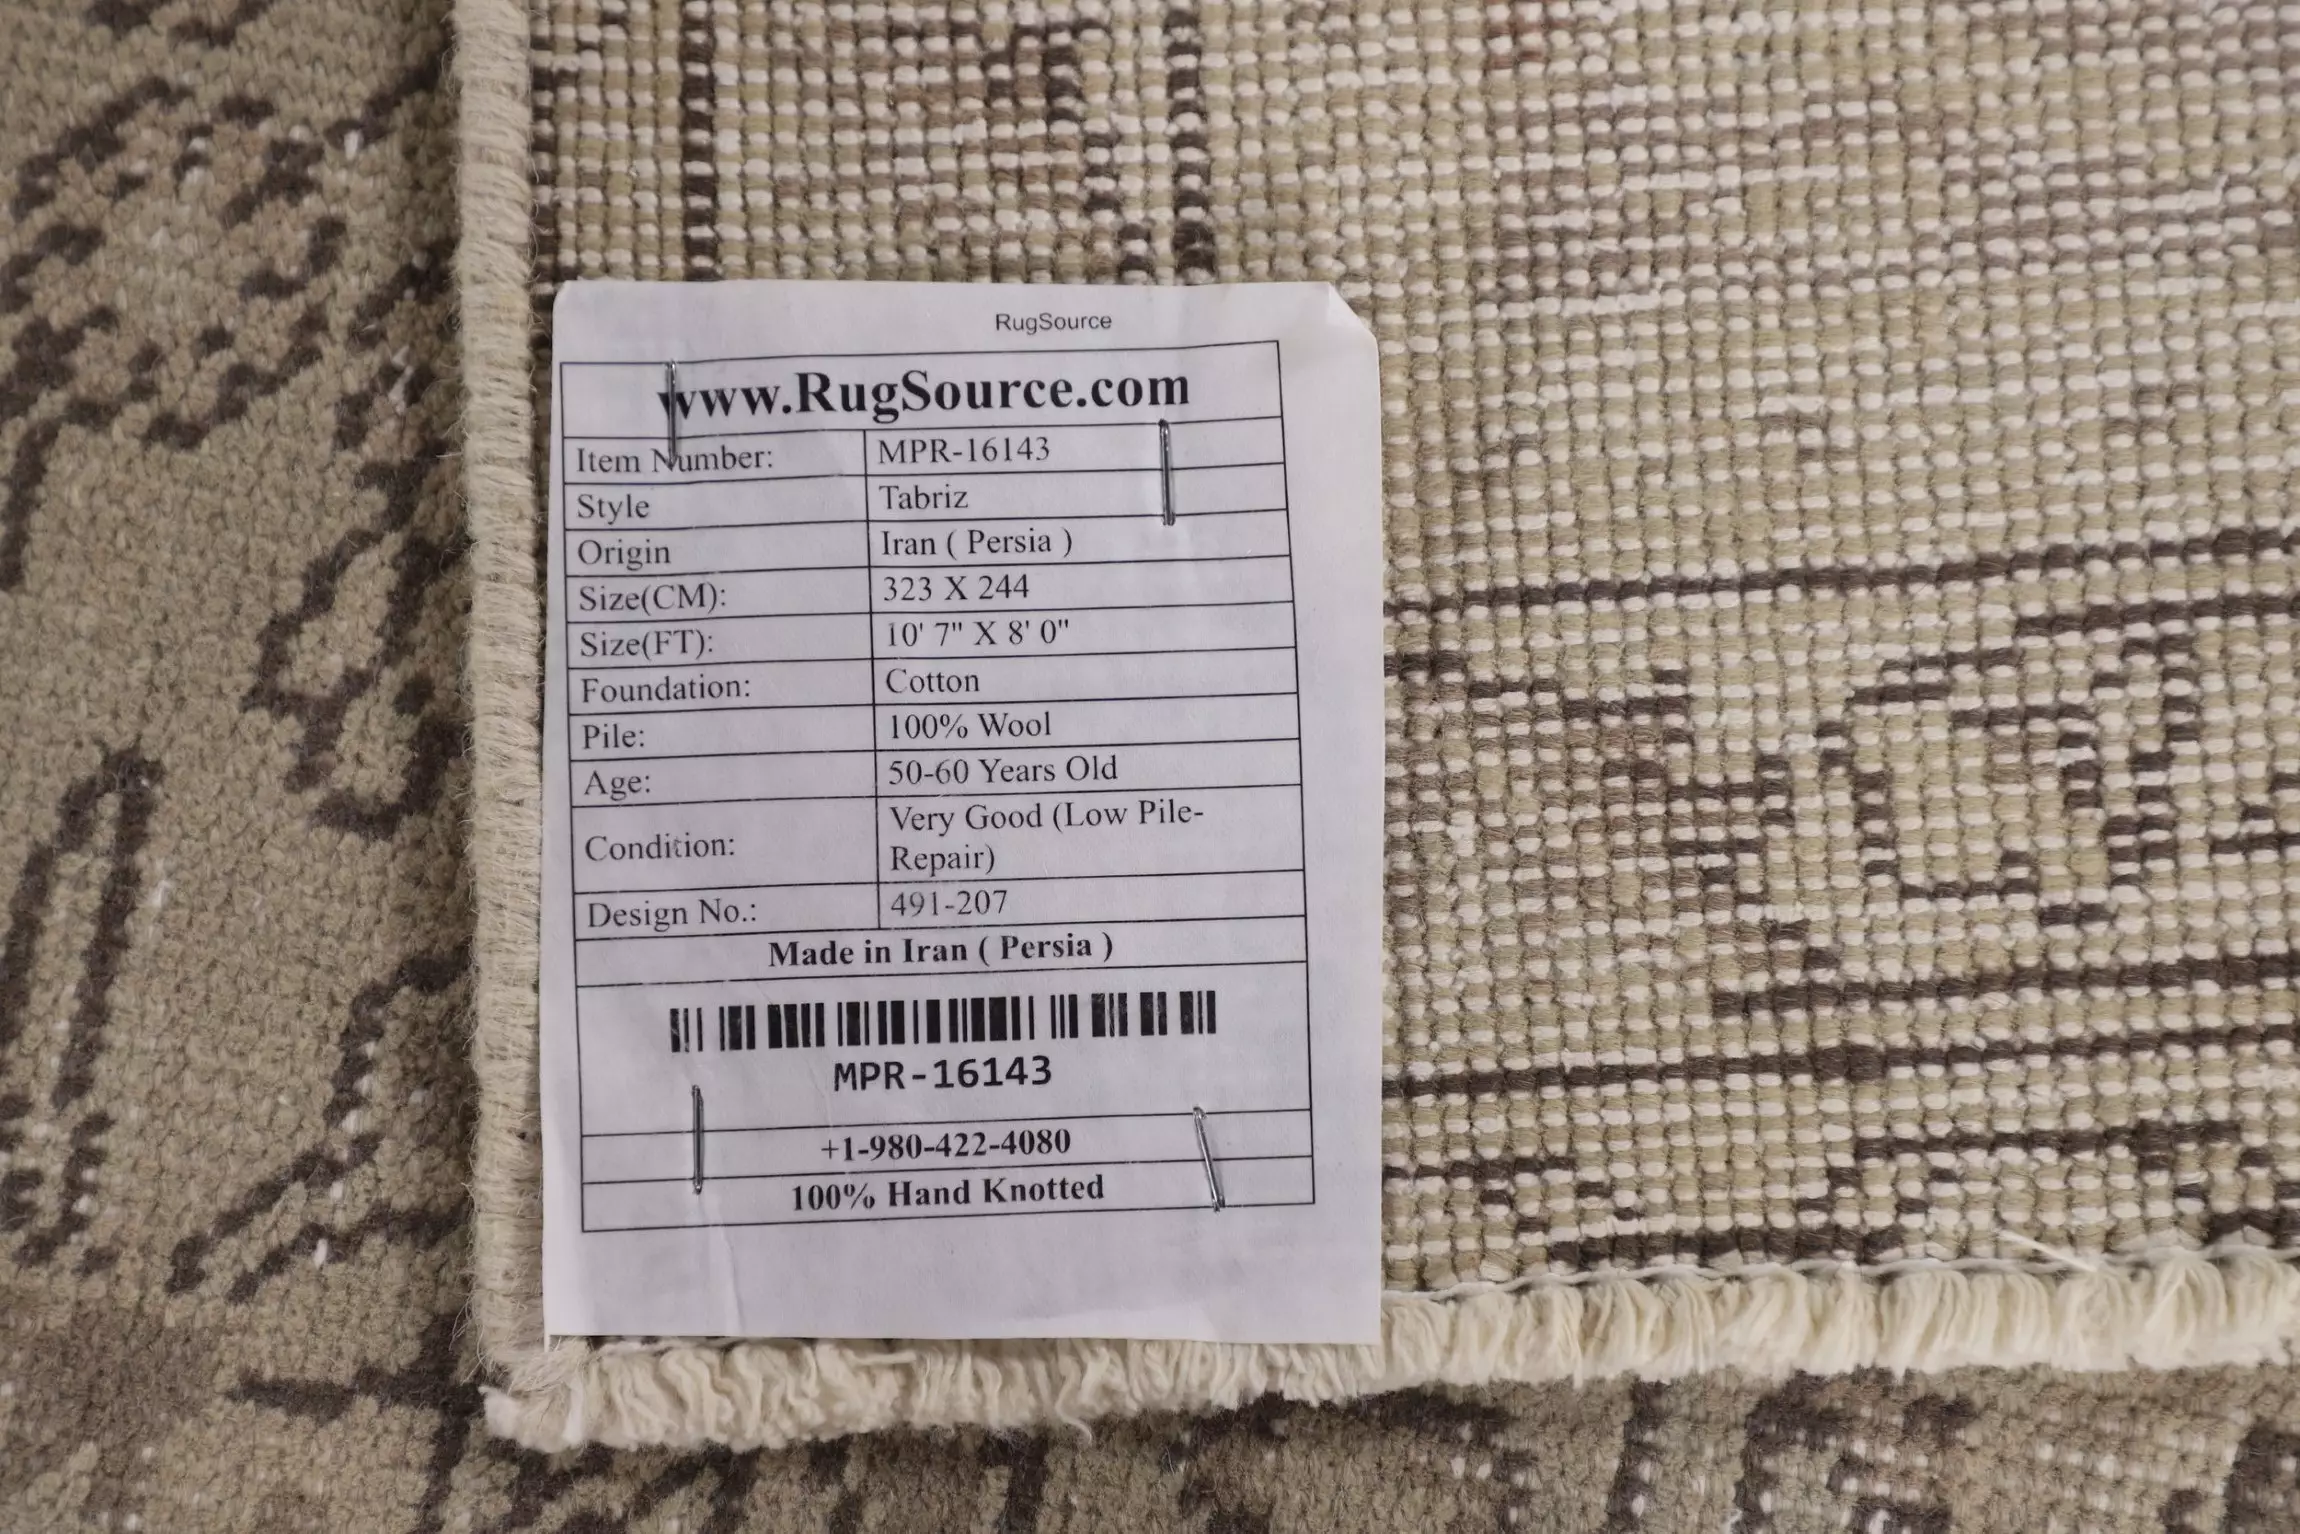 RugSource
www.RugSource.com
Item Number: MPR-16143
Style Tabriz
Origin Iran ( Persia )
Size(CM): 323 X 244
Size(FT): 10' 7" X 8' 0"
Foundation: Cotton
Pile: 100% Wool
Age: 50-60 Years Old
Condition: Very Good (Low Pile-
Repair)
Design No.: 491-207
Made in Iran ( Persia )
MPR-16143
+1-980-422-4080
100% Hand Knotted